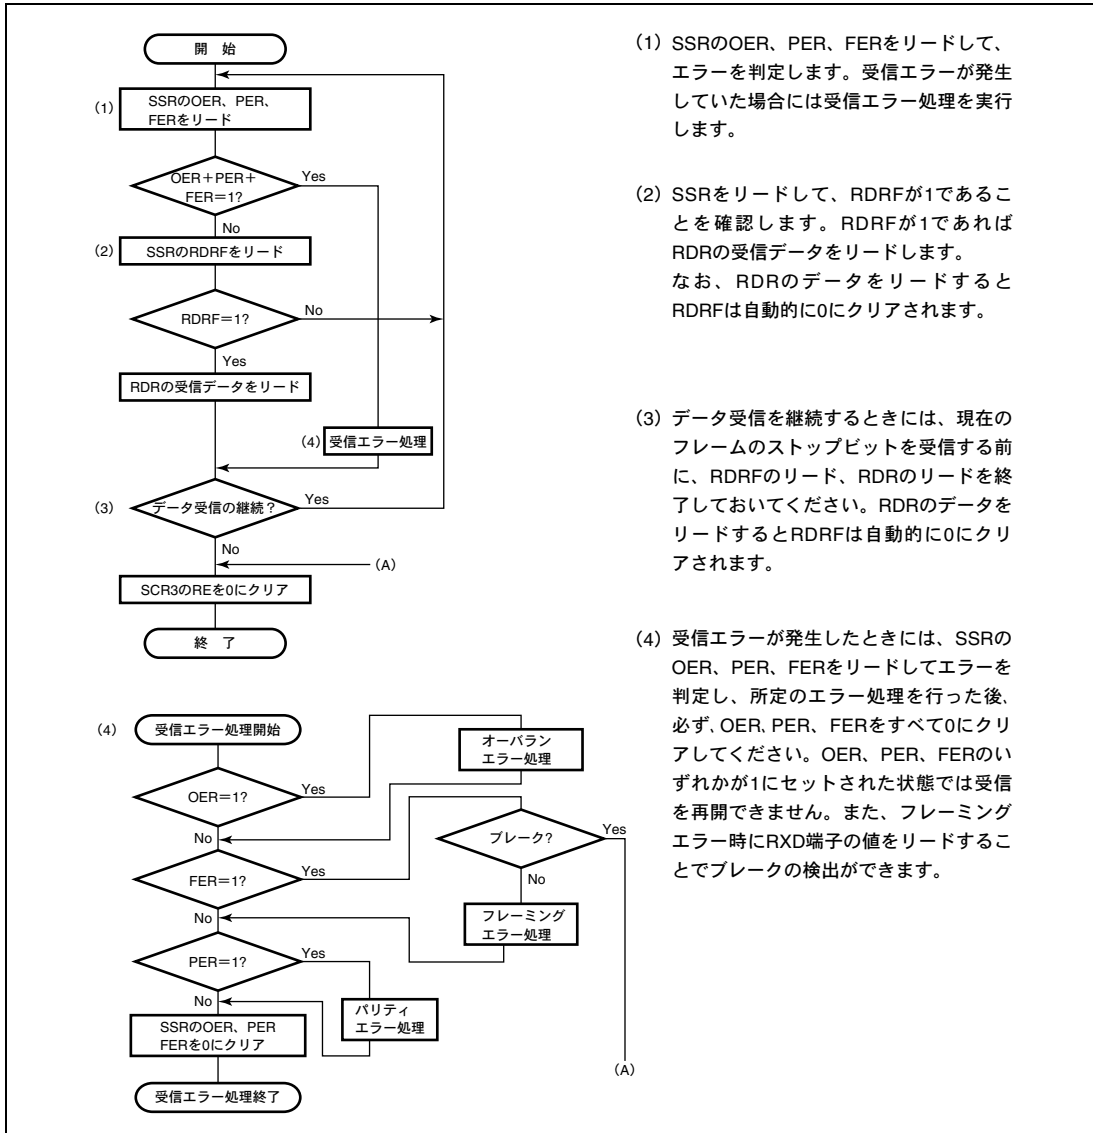 開 始
(1)
SSRのOER、PER、
FERをリード
OER＋PER＋
FER＝1?
Yes
No
(2)
SSRのRDRFをリード
RDRF＝1?
No
Yes
RDRの受信データをリード
(4)
受信エラー処理
(3)
データ受信の継続？
Yes
No
(A)
SCR3のREを0にクリア
終 了
(4)
受信エラー処理開始
オーバラン
エラー処理
OER＝1?
Yes
No
ブレーク?
Yes
FER＝1?
Yes
No
No
フレーミング
エラー処理
PER＝1?
Yes
No
パリティ
エラー処理
SSRのOER、PER
FERを0にクリア
(A)
受信エラー処理終了
(1) SSRのOER、PER、FERをリードして、
エラーを判定します。受信エラーが発生
していた場合には受信エラー処理を実行
します。
(2) SSRをリードして、RDRFが1であるこ
とを確認します。RDRFが1であれば
RDRの受信データをリードします。
なお、RDRのデータをリードすると
RDRFは自動的に0にクリアされます。
(3) データ受信を継続するときには、現在の
フレームのストップビットを受信する前
に、RDRFのリード、RDRのリードを終
了しておいてください。RDRのデータを
リードするとRDRFは自動的に0にクリ
アされます。
(4) 受信エラーが発生したときには、SSRの
OER、PER、FERをリードしてエラーを
判定し、所定のエラー処理を行った後、
必ず、OER、PER、FERをすべて0にクリ
アしてください。OER、PER、FERのい
ずれかが1にセットされた状態では受信
を再開できません。また、フレーミング
エラー時にRXD端子の値をリードするこ
とでブレークの検出ができます。